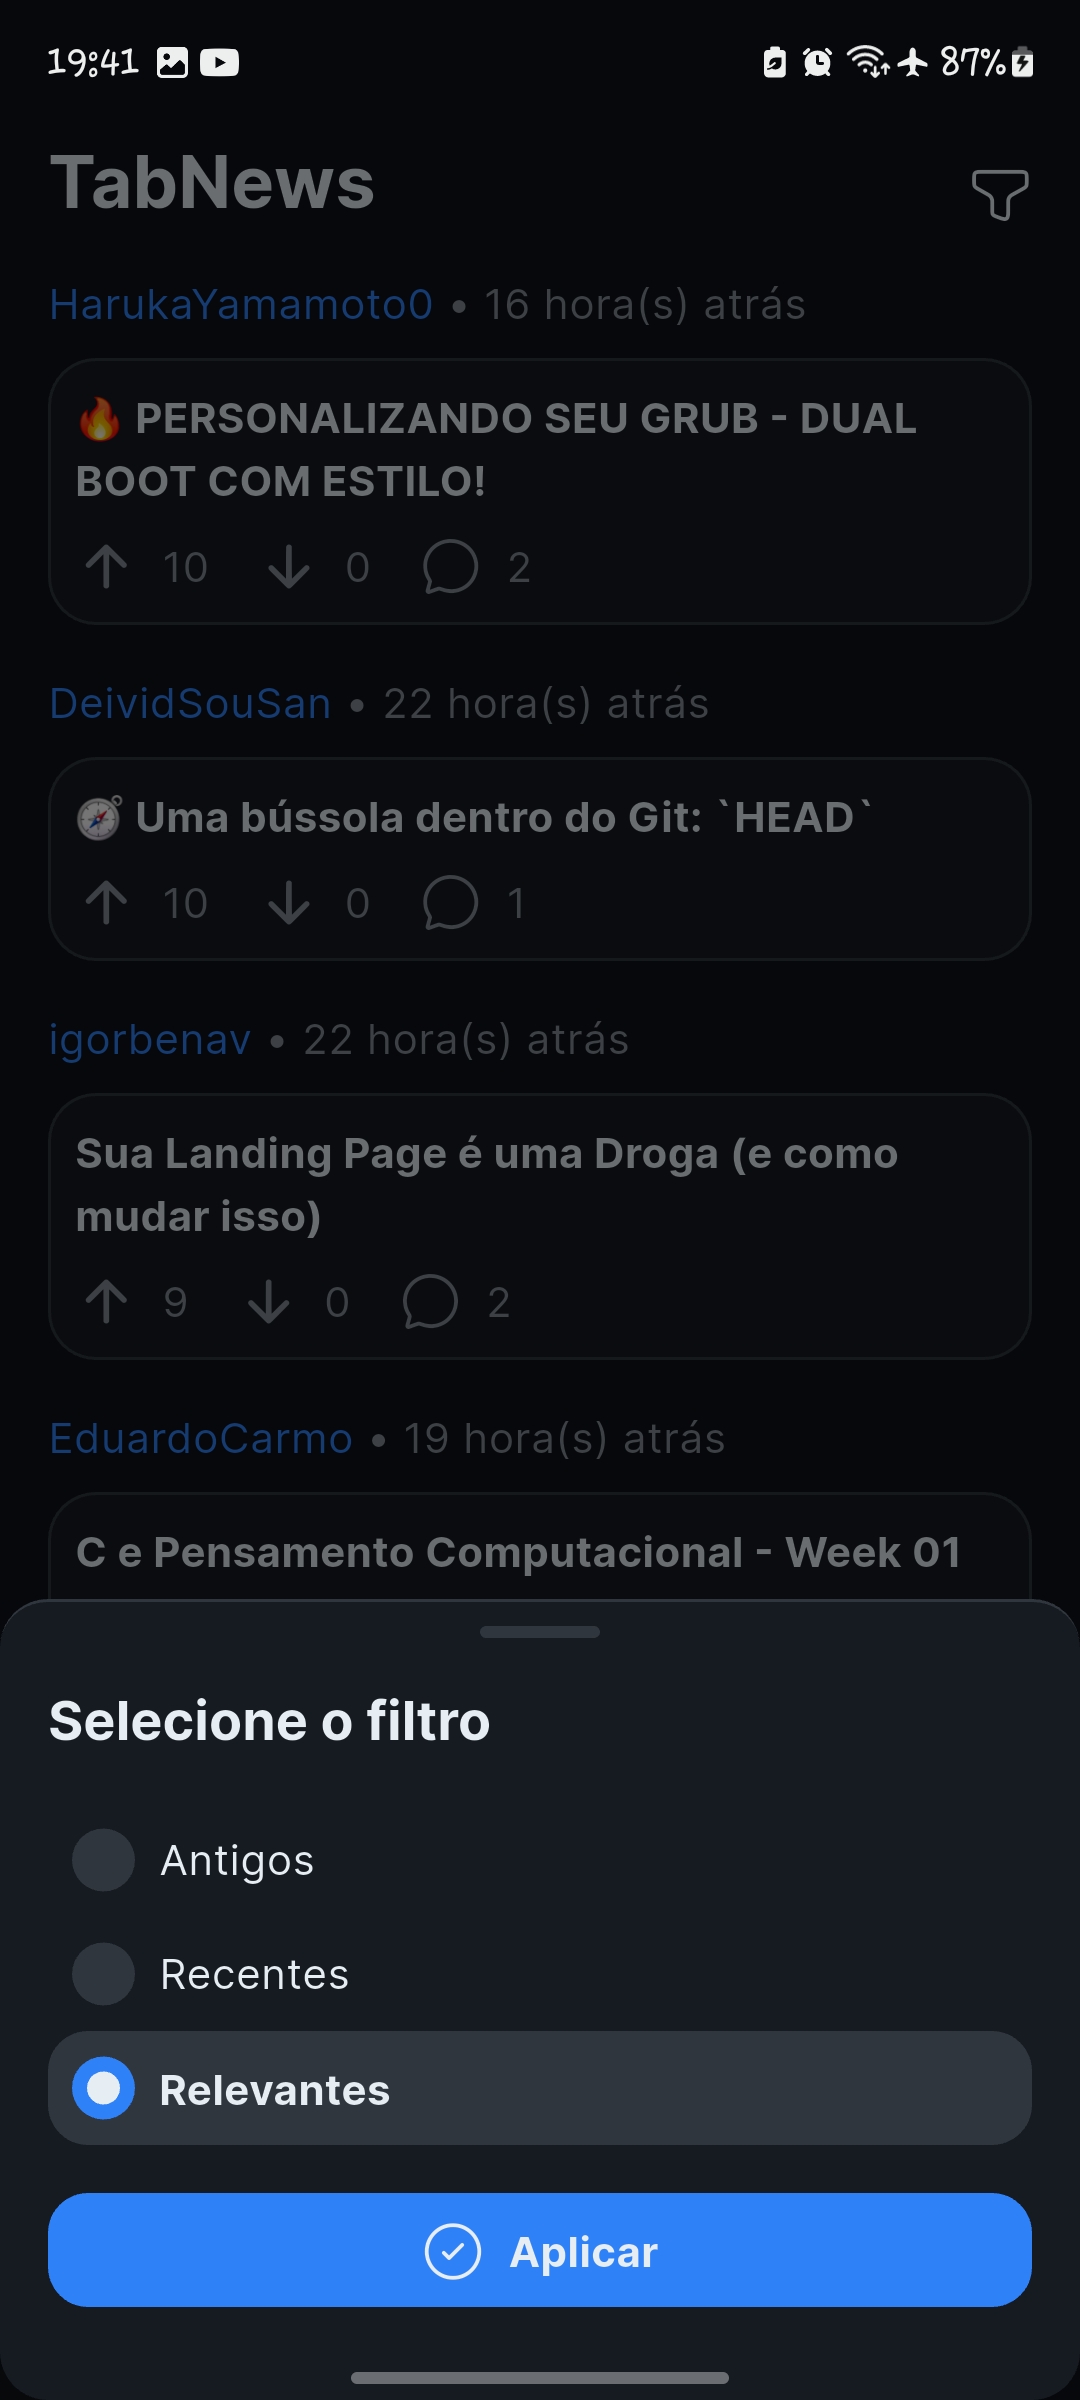 19:41 87%
TabNews
HarukaYamamoto0 • 16 hora(s) atrás
🔥 PERSONALIZANDO SEU GRUB - DUAL
BOOT COM ESTILO!
10 0 2
DeividSouSan • 22 hora(s) atrás
🧭 Uma bússola dentro do Git: `HEAD`
10 0 1
igorbenav • 22 hora(s) atrás
Sua Landing Page é uma Droga (e como
mudar isso)
9 0 2
EduardoCarmo • 19 hora(s) atrás
C e Pensamento Computacional - Week 01
Selecione o filtro
Antigos
Recentes
Relevantes
Aplicar